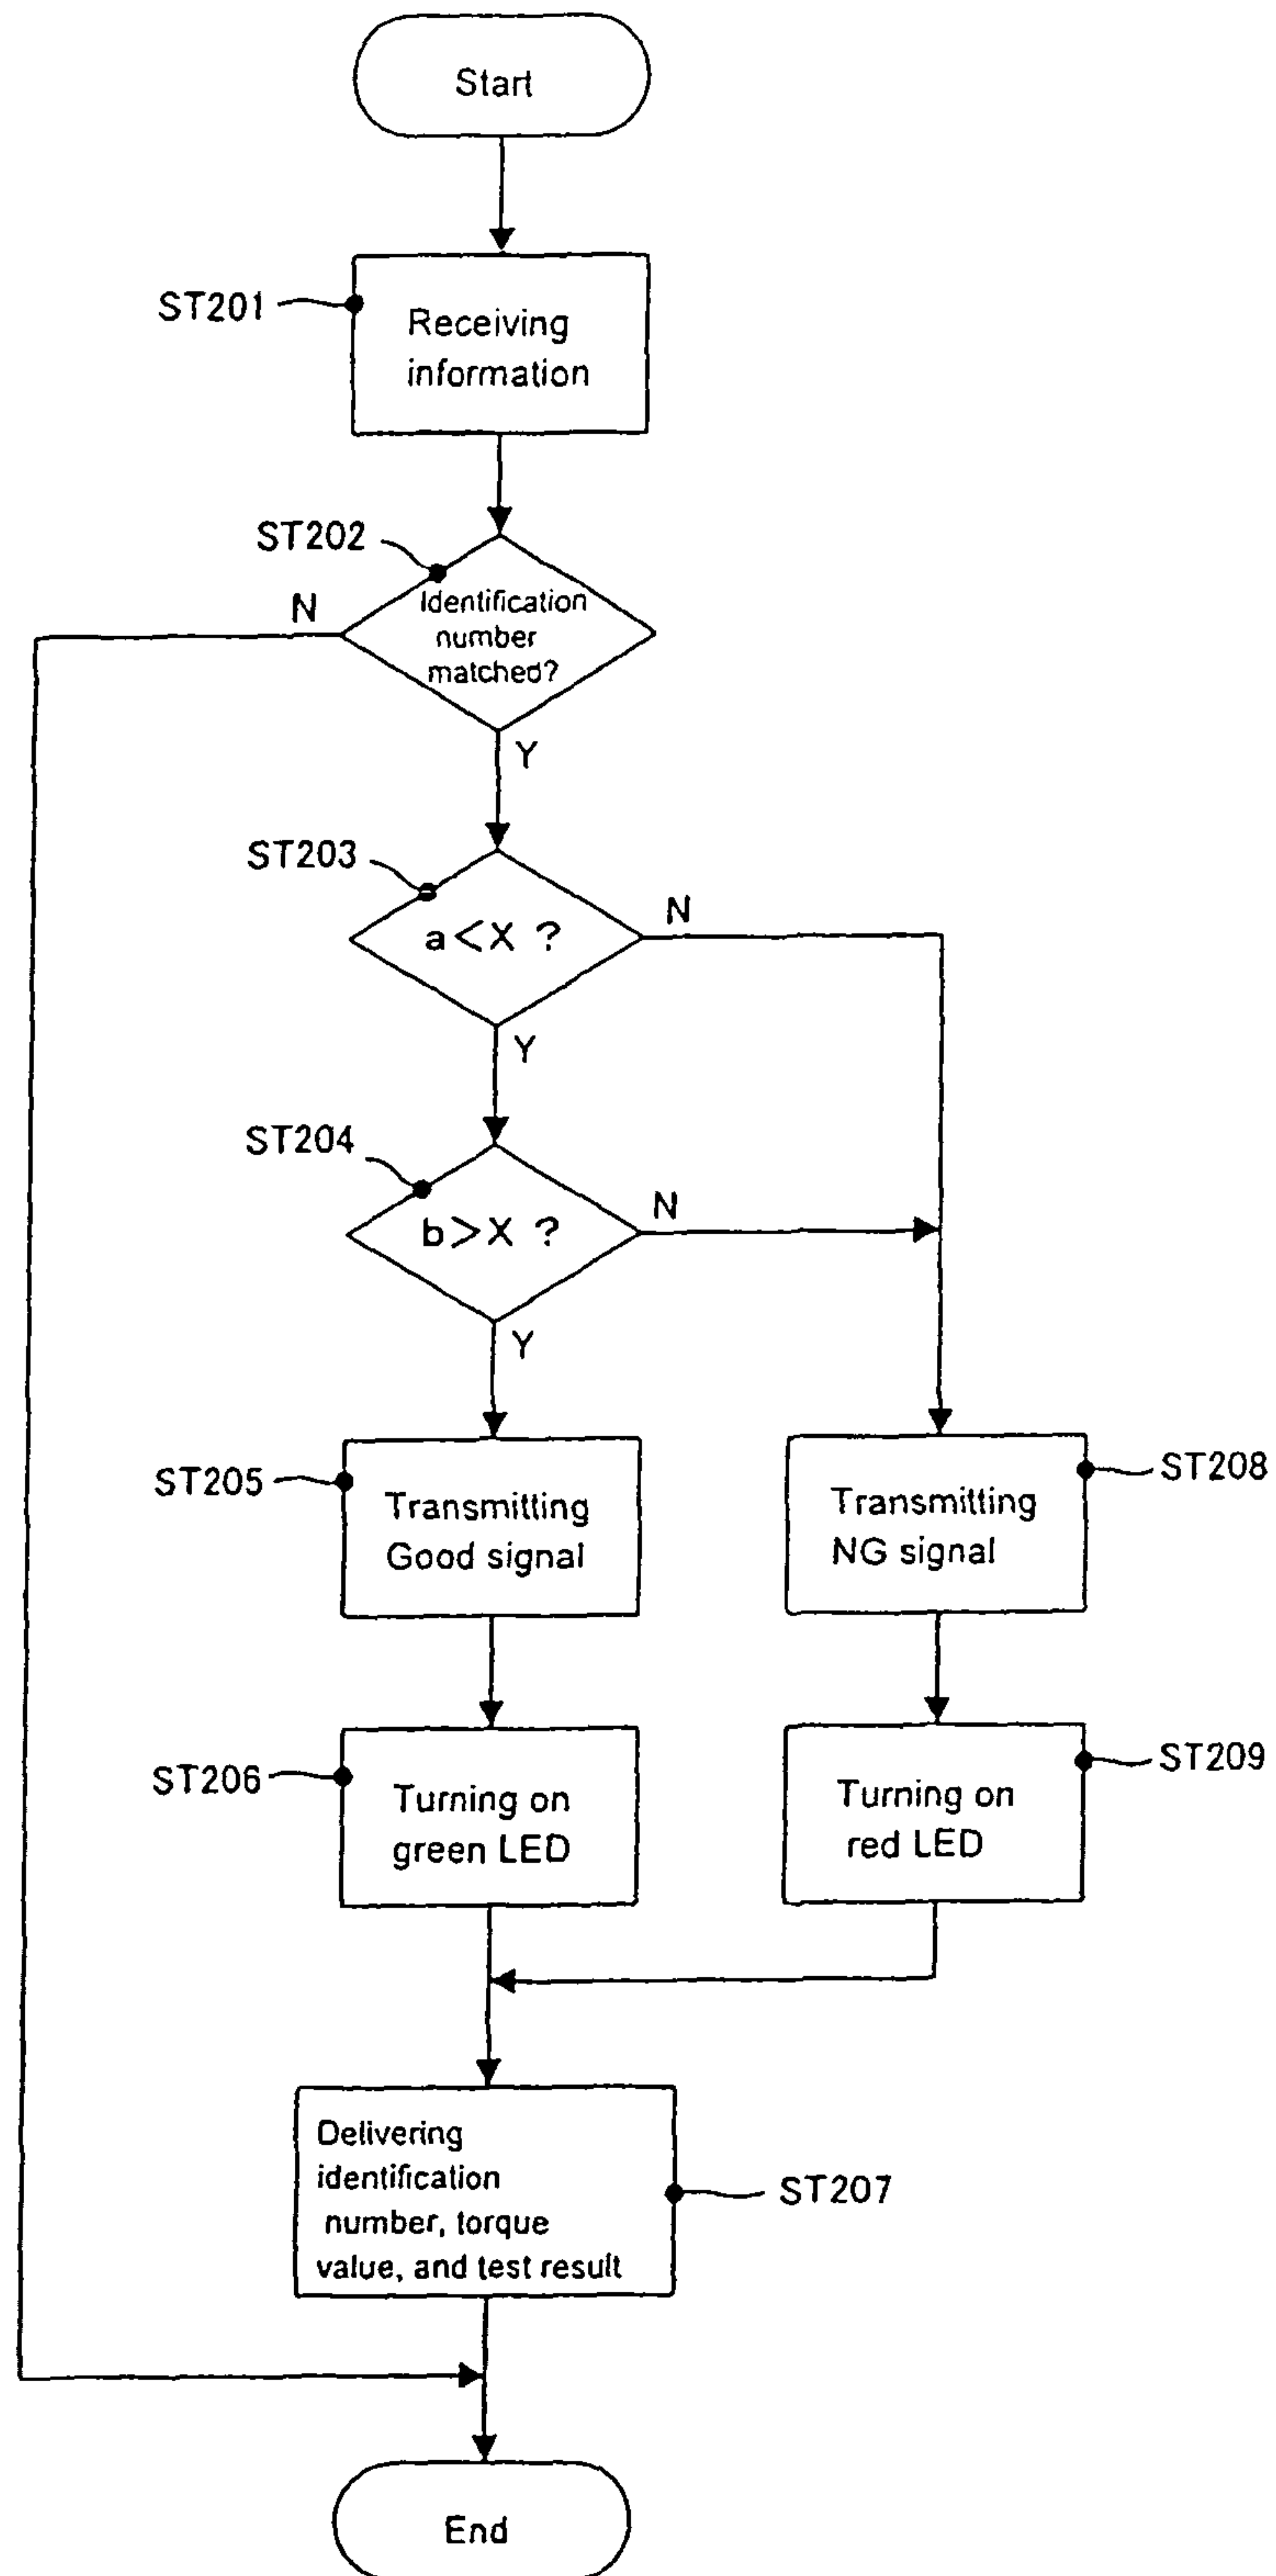 Start
ST201
Receiving
information
ST202
N
Identification
number
matched?
Y
ST203
a<X ?
N
Y
ST204
b>X ?
N
Y
ST205
Transmitting
Good signal
Transmitting
NG signal
ST208
ST206
Turning on
green LED
Turning on
red LED
ST209
Delivering
identification
number, torque
value, and test result
ST207
End